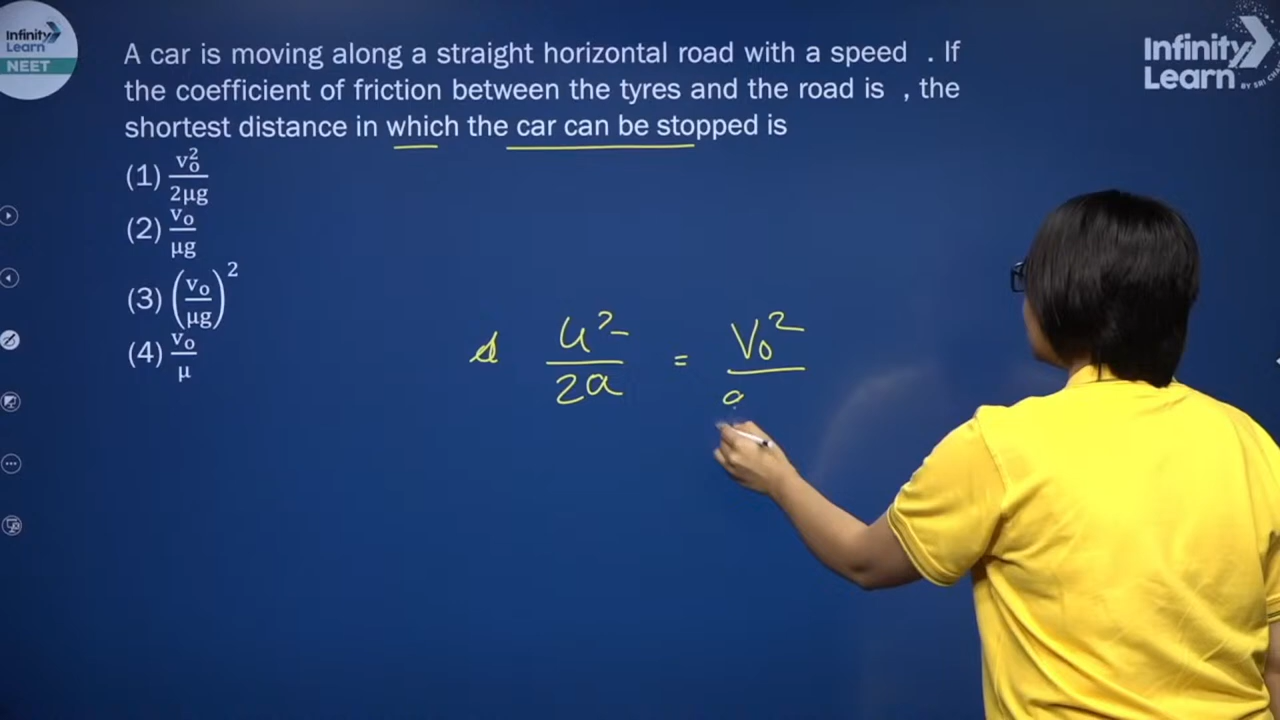 Infinity
Learn
NEET
Infinity
Learn
BY SRI
A car is moving along a straight horizontal road with a speed . If
the coefficient of friction between the tyres and the road is , the
shortest distance in which the car can be stopped is
(1) v₀²/2μg
(2) v₀/μg
(3) (v₀/μg)²
(4) v₀/μ
s u²/2a = V₀²/